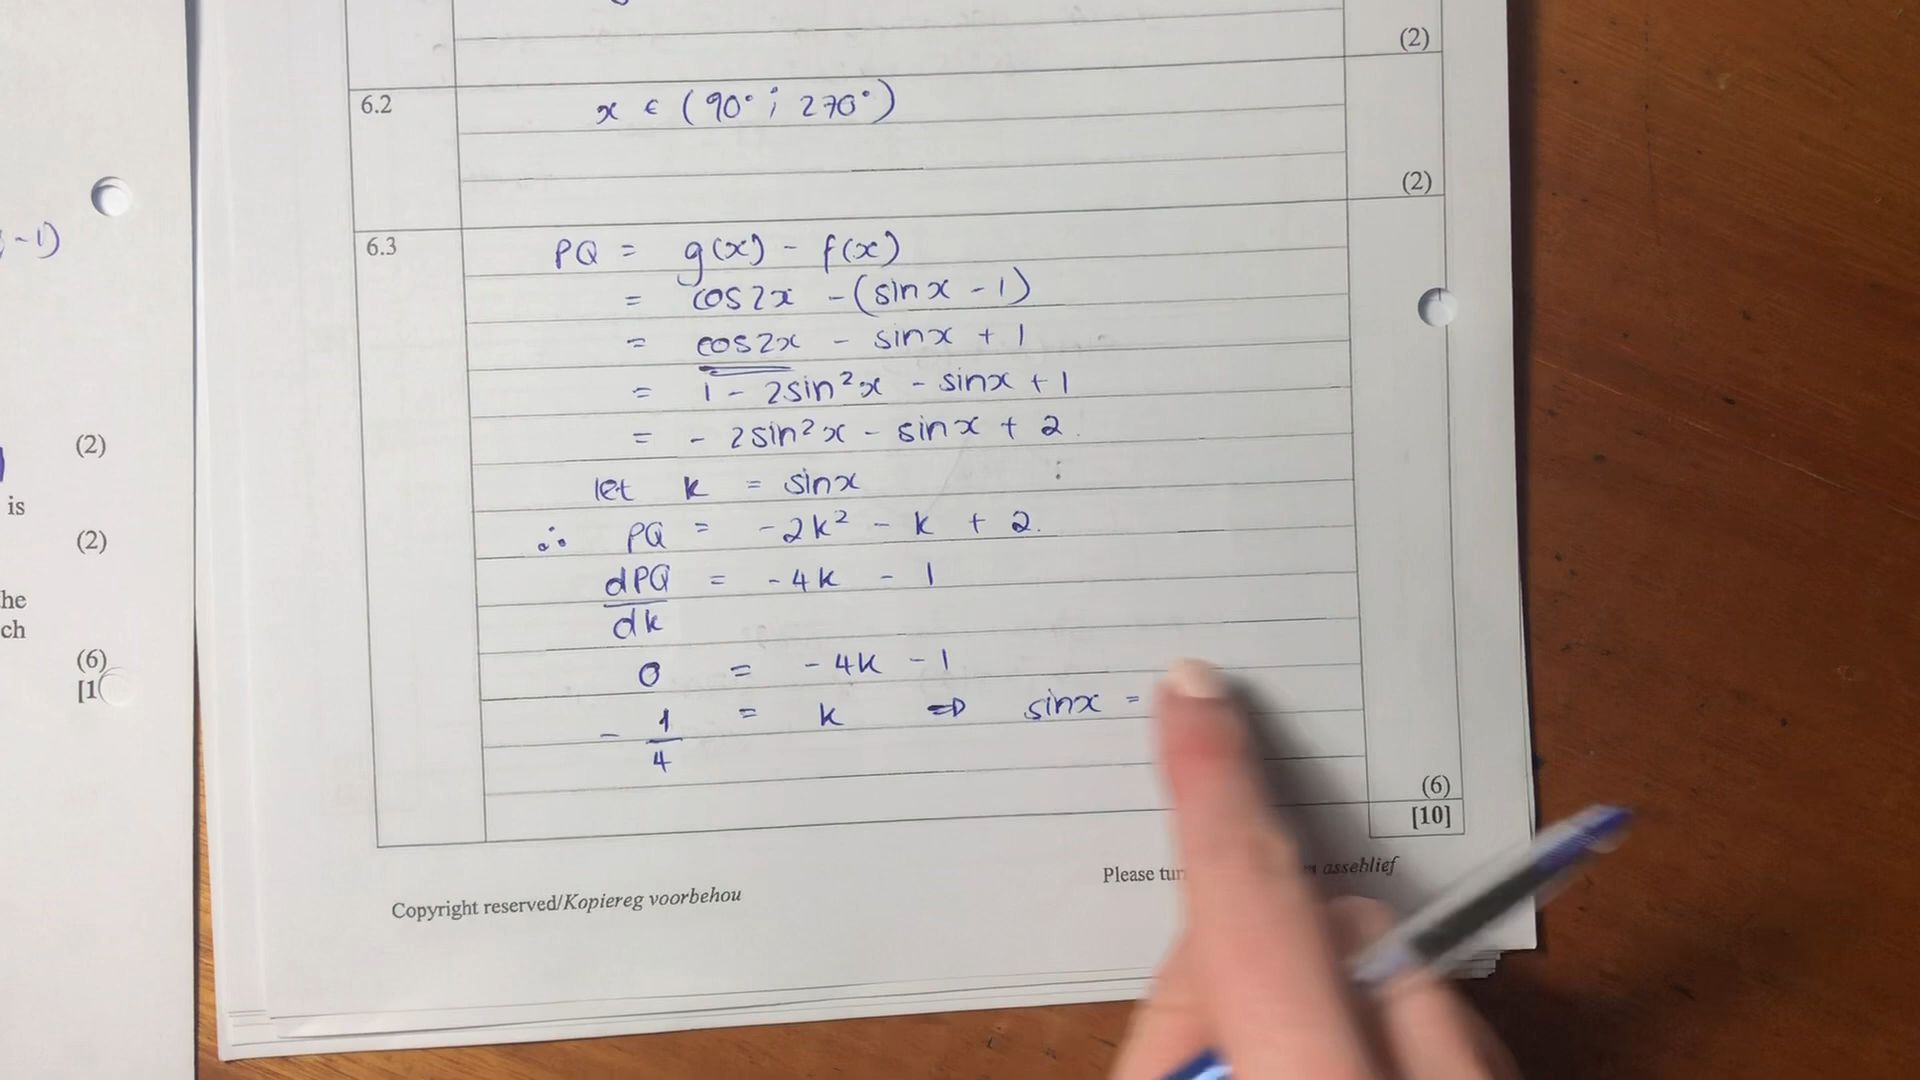 (2)
6.2 x ∈ (90° ; 270°)
(2)
; -1)
6.3 PQ = g(x) - f(x)
= cos2x - (sinx - 1)
= cos2x - sinx + 1
= 1 - 2sin²x - sinx + 1
= - 2sin²x - sinx + 2
let k = sinx
∴ PQ = -2k² - k + 2.
dPQ/dk = -4k - 1
0 = -4k - 1
- 1/4 = k ⇒ sinx =
(6)
[10]
(2)
is
(2)
he
ch
(6)
[1
Please tur
asseblief
Copyright reserved/Kopiereg voorbehou